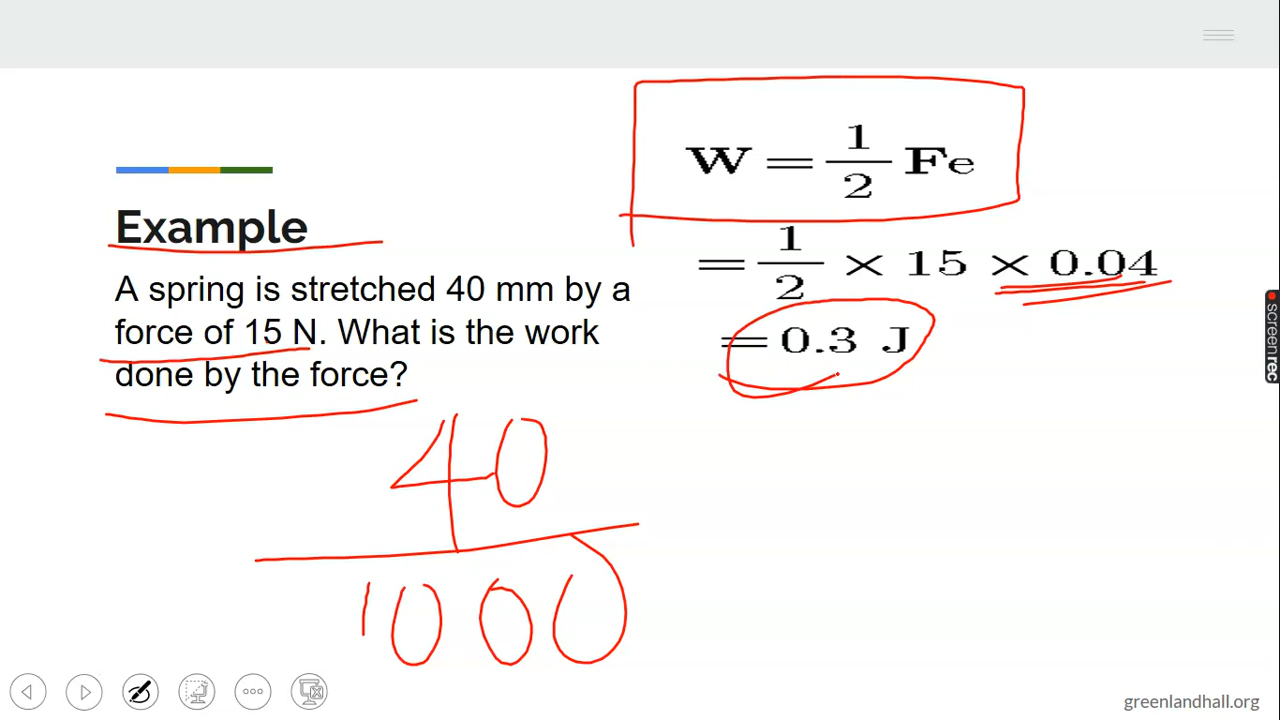 Example
A spring is stretched 40 mm by a
force of 15 N. What is the work
done by the force?
W = 1/2 Fe
= 1/2 × 15 × 0.04
= 0.3 J
40
1000
SCREENREC
greenlandhall.org